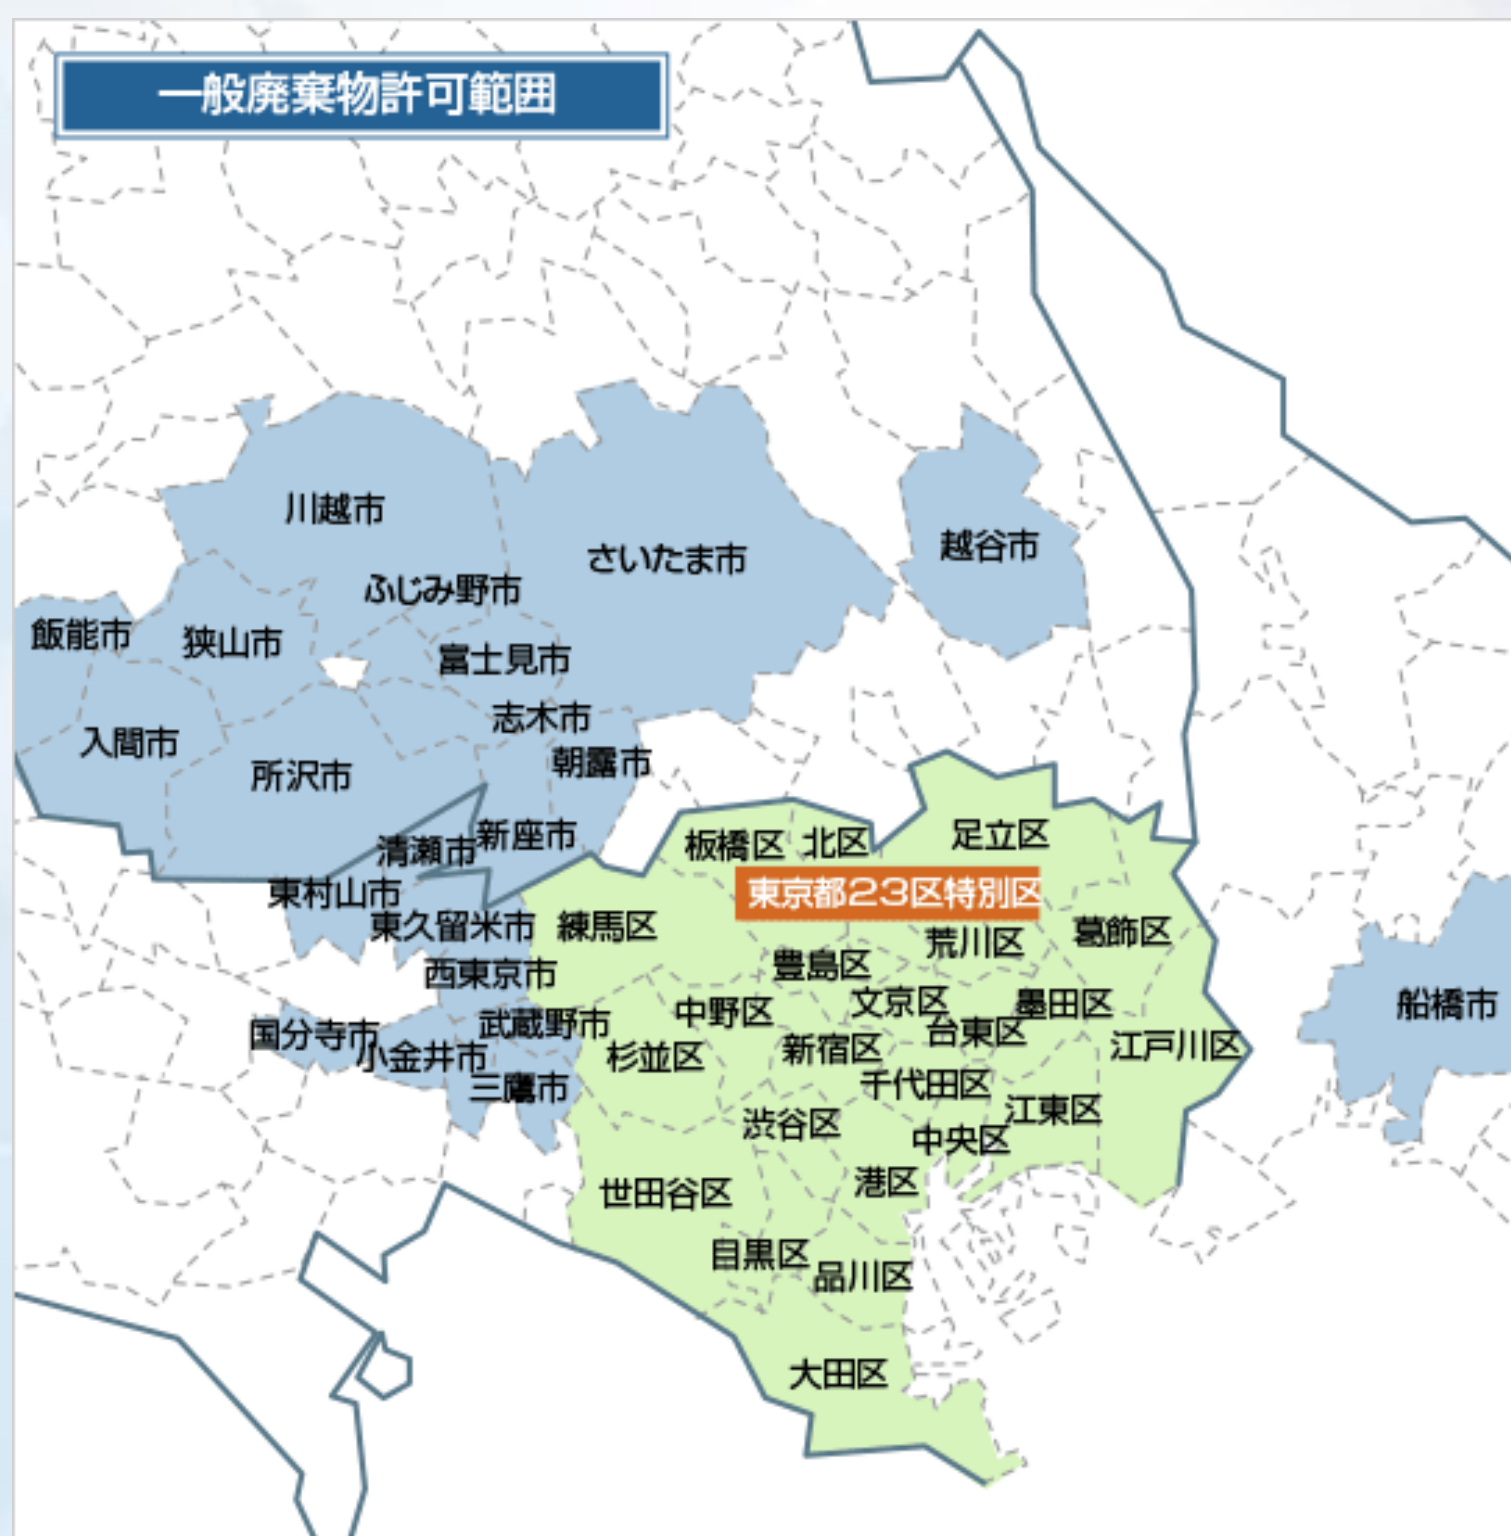 一般廃棄物許可範囲
川越市
さいたま市
越谷市
ふじみ野市
飯能市
狭山市
富士見市
志木市
入間市
朝霞市
所沢市
新座市
清瀬市
板橋区
北区
足立区
東村山市
東京都23区特別区
東久留米市
練馬区
荒川区
葛飾区
西東京市
豊島区
中野区
文京区
墨田区
船橋市
武蔵野市
国分寺市
台東区
小金井市
杉並区
新宿区
江戸川区
三鷹市
千代田区
江東区
渋谷区
中央区
世田谷区
港区
目黒区
品川区
大田区